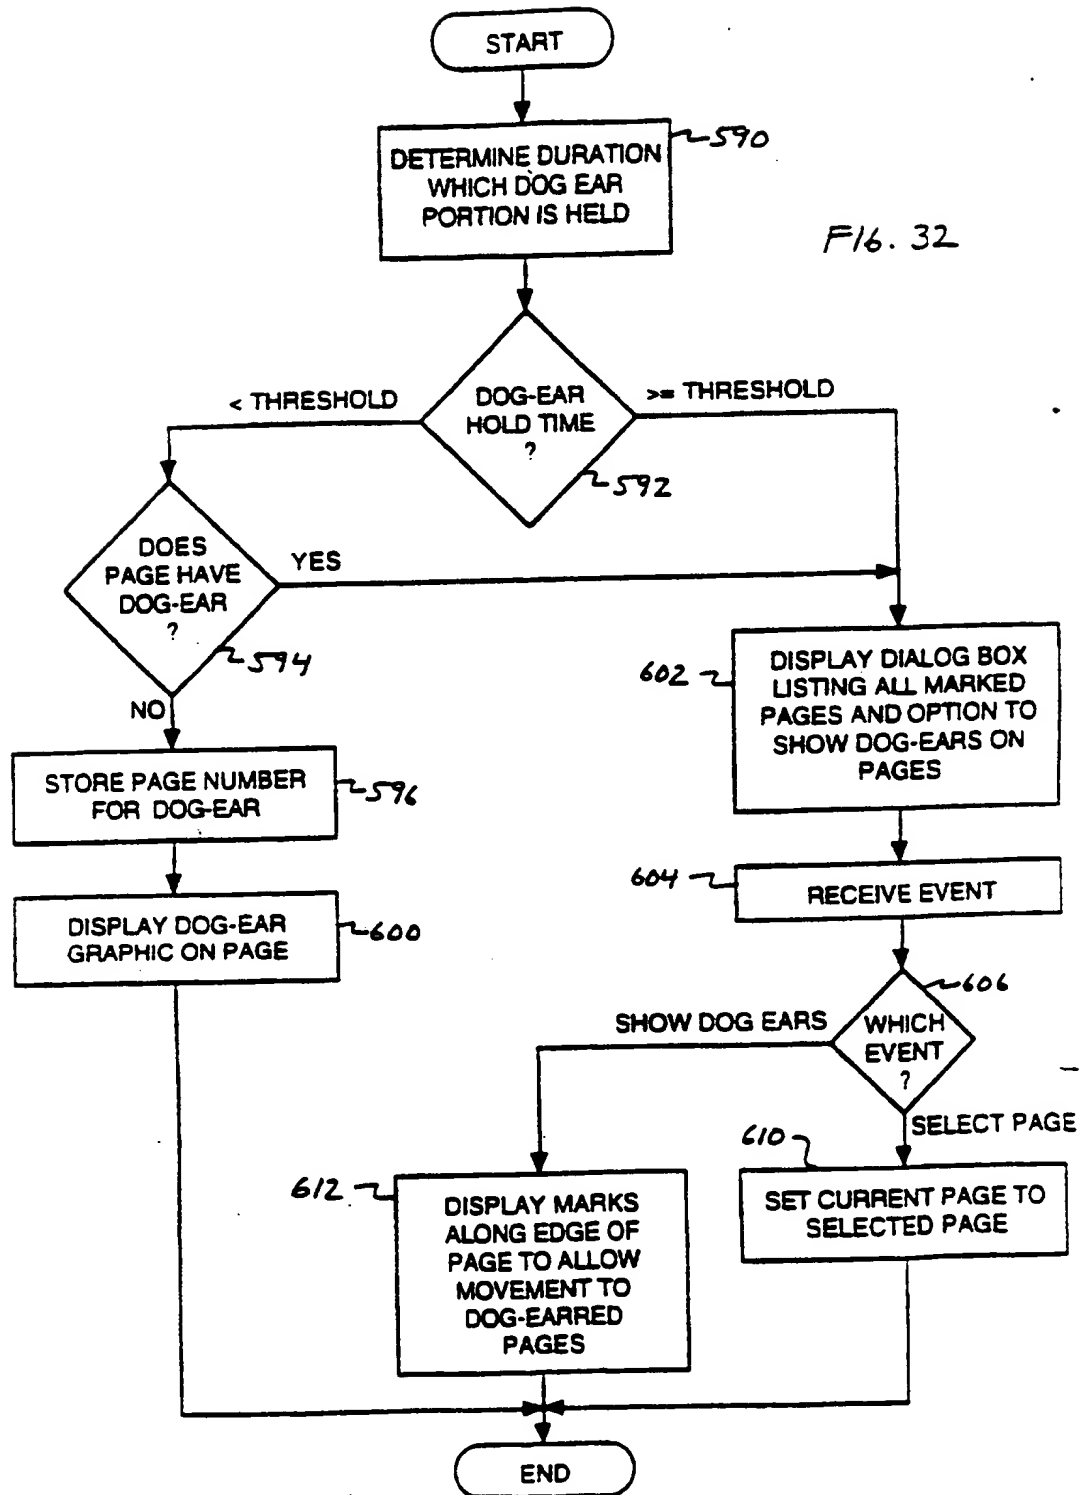 START
DETERMINE DURATION
WHICH DOG EAR
PORTION IS HELD
590
FIG. 32
DOG-EAR
HOLD TIME
?
592
< THRESHOLD
>= THRESHOLD
DOES
PAGE HAVE
DOG-EAR
?
594
YES
NO
STORE PAGE NUMBER
FOR DOG-EAR
596
DISPLAY DOG-EAR
GRAPHIC ON PAGE
600
602
DISPLAY DIALOG BOX
LISTING ALL MARKED
PAGES AND OPTION TO
SHOW DOG-EARS ON
PAGES
604
RECEIVE EVENT
606
WHICH
EVENT
?
SHOW DOG EARS
SELECT PAGE
610
SET CURRENT PAGE TO
SELECTED PAGE
612
DISPLAY MARKS
ALONG EDGE OF
PAGE TO ALLOW
MOVEMENT TO
DOG-EARRED
PAGES
END